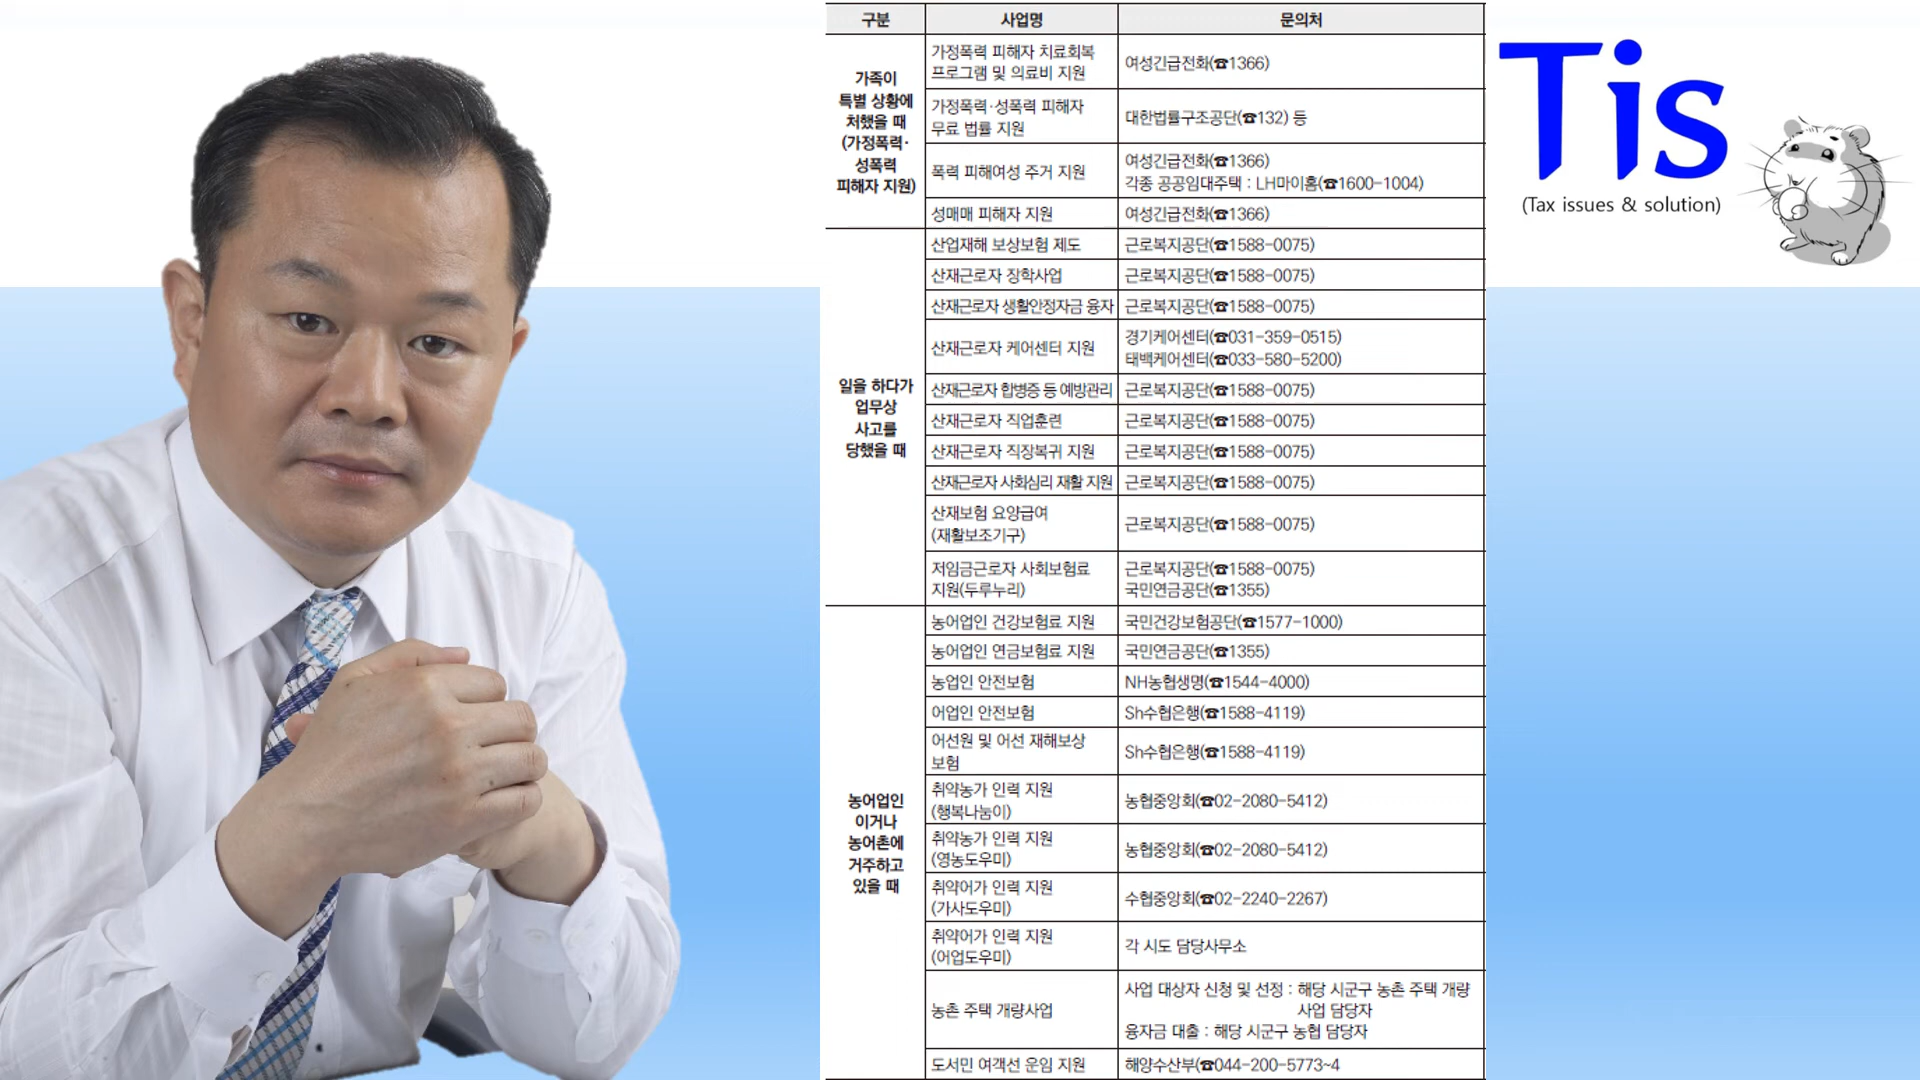 구분 사업명 문의처
가족이
특별 상황에
처했을 때
(가정폭력·
성폭력
피해자 지원)
가정폭력 피해자 치료회복
프로그램 및 의료비 지원
여성긴급전화(☎1366)
가정폭력·성폭력 피해자
무료 법률 지원
대한법률구조공단(☎132) 등
폭력 피해여성 주거 지원
여성긴급전화(☎1366)
각종 공공임대주택 : LH마이홈(☎1600-1004)
성매매 피해자 지원 여성긴급전화(☎1366)
일을 하다가
업무상
사고를
당했을 때
산업재해 보상보험 제도 근로복지공단(☎1588-0075)
산재근로자 장학사업 근로복지공단(☎1588-0075)
산재근로자 생활안정자금 융자 근로복지공단(☎1588-0075)
산재근로자 케어센터 지원
경기케어센터(☎031-359-0515)
태백케어센터(☎033-580-5200)
산재근로자 합병증 등 예방관리 근로복지공단(☎1588-0075)
산재근로자 직업훈련 근로복지공단(☎1588-0075)
산재근로자 직장복귀 지원 근로복지공단(☎1588-0075)
산재근로자 사회심리 재활 지원 근로복지공단(☎1588-0075)
산재보험 요양급여
(재활보조기구)
근로복지공단(☎1588-0075)
저임금근로자 사회보험료
지원(두루누리)
근로복지공단(☎1588-0075)
국민연금공단(☎1355)
농어업인
이거나
농어촌에
거주하고
있을 때
농어업인 건강보험료 지원 국민건강보험공단(☎1577-1000)
농어업인 연금보험료 지원 국민연금공단(☎1355)
농업인 안전보험 NH농협생명(☎1544-4000)
어업인 안전보험 Sh수협은행(☎1588-4119)
어선원 및 어선 재해보상
보험
Sh수협은행(☎1588-4119)
취약농가 인력 지원
(행복나눔이)
농협중앙회(☎02-2080-5412)
취약농가 인력 지원
(영농도우미)
농협중앙회(☎02-2080-5412)
취약어가 인력 지원
(가사도우미)
수협중앙회(☎02-2240-2267)
취약어가 인력 지원
(어업도우미)
각 시도 담당사무소
농촌 주택 개량사업
사업 대상자 신청 및 선정 : 해당 시군구 농촌 주택 개량
사업 담당자
융자금 대출 : 해당 시군구 농협 담당자
도서민 여객선 운임 지원 해양수산부(☎044-200-5773~4
Tis
(Tax issues & solution)